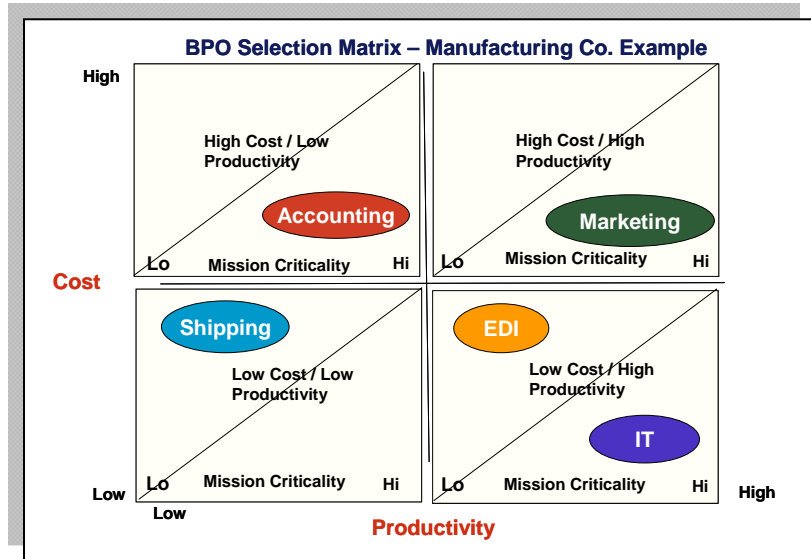 BPO Selection Matrix – Manufacturing Co. Example
High
High Cost / Low
Productivity
Accounting
Lo
Mission Criticality
Hi
High Cost / High
Productivity
Marketing
Lo
Mission Criticality
Hi
Cost
Shipping
Low Cost / Low
Productivity
Lo
Mission Criticality
Hi
EDI
Low Cost / High
Productivity
IT
Lo
Mission Criticality
Hi
Low
Low
High
Productivity